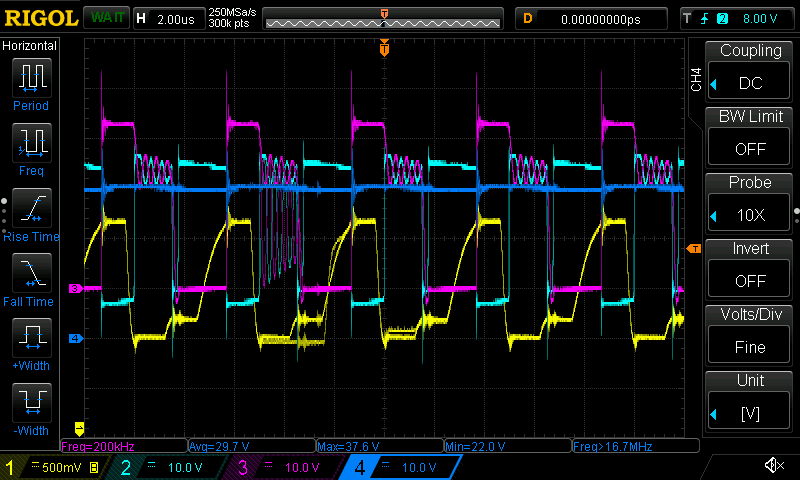 RIGOL WAIT H 2.00us 250MSa/s 300k pts T D 0.00000000ps T 2 8.00 V
Horizontal
Period
Freq
Rise Time
Fall Time
+Width
-Width
T
T
3
4
1
CH4
Coupling
DC
BW Limit
OFF
Probe
10X
Invert
OFF
Volts/Div
Fine
Unit
[V]
Freq=200kHz Avg=29.7 V Max=37.6 V Min=22.0 V Freq>16.7MHz
1 500mV B 2 10.0 V 3 10.0 V 4 10.0 V